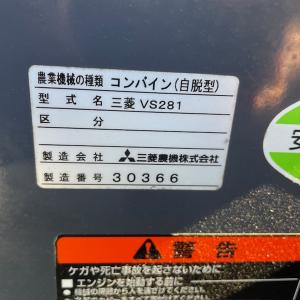 農業機械の種類 コンバイン(自脱型)
型式名 三菱 VS281
区分
製造会社 三菱農機株式会社
製造番号 30366
安
警告
ケガや死亡事故を起さないために
■エンジンを始動する前に